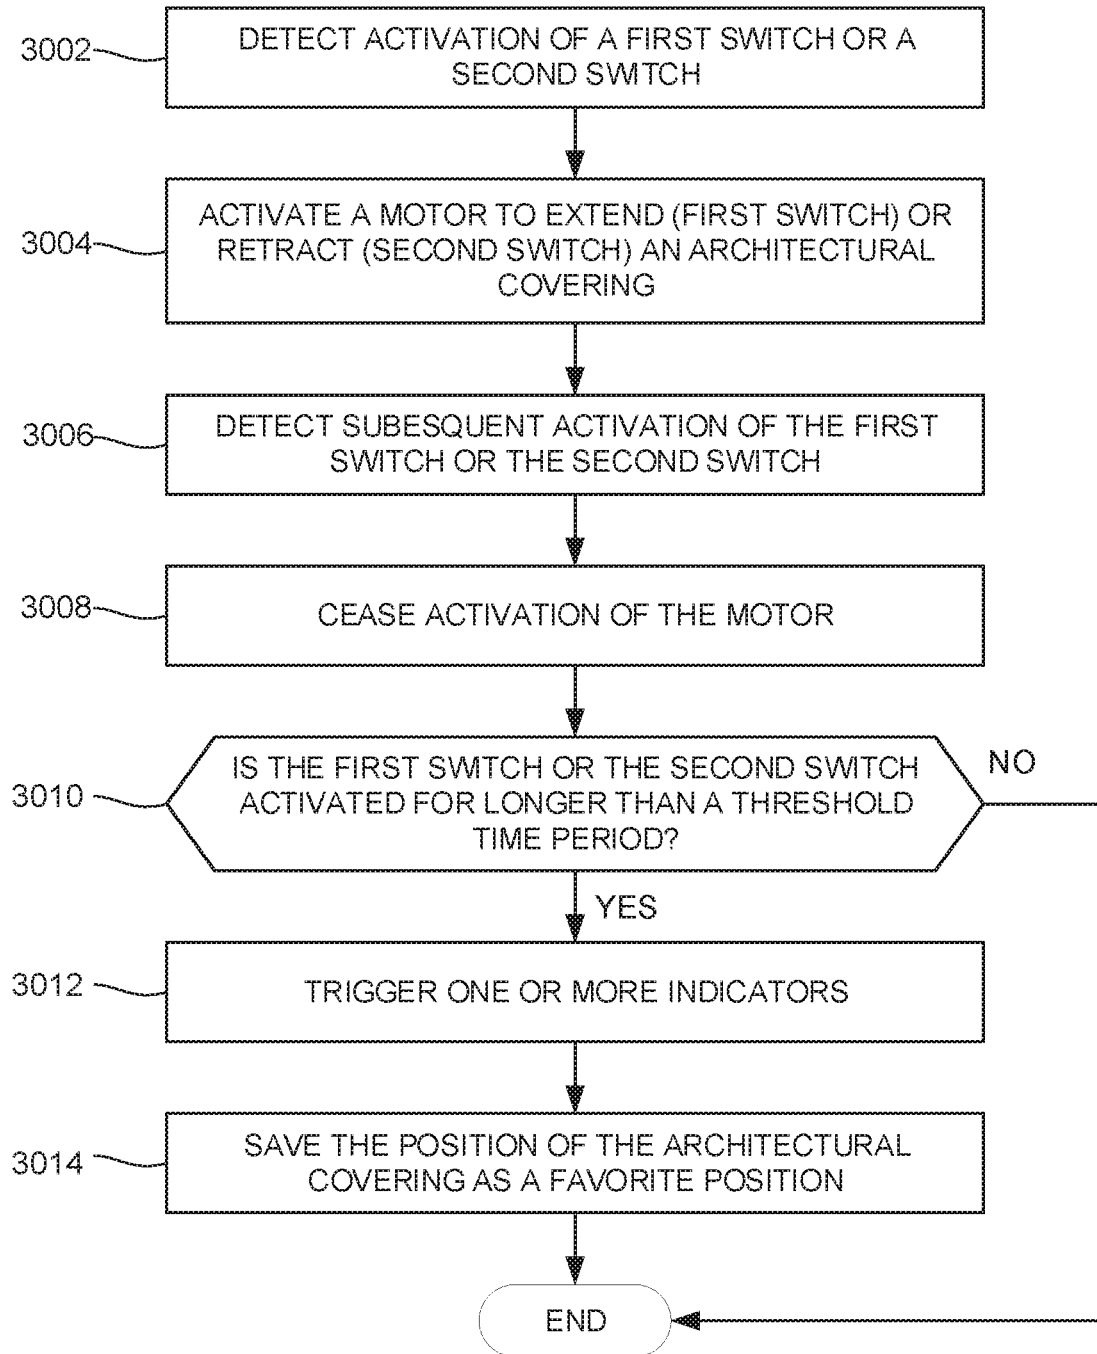 3002
DETECT ACTIVATION OF A FIRST SWITCH OR A
SECOND SWITCH
3004
ACTIVATE A MOTOR TO EXTEND (FIRST SWITCH) OR
RETRACT (SECOND SWITCH) AN ARCHITECTURAL
COVERING
3006
DETECT SUBESQUENT ACTIVATION OF THE FIRST
SWITCH OR THE SECOND SWITCH
3008
CEASE ACTIVATION OF THE MOTOR
3010
IS THE FIRST SWITCH OR THE SECOND SWITCH
ACTIVATED FOR LONGER THAN A THRESHOLD
TIME PERIOD?
NO
YES
3012
TRIGGER ONE OR MORE INDICATORS
3014
SAVE THE POSITION OF THE ARCHITECTURAL
COVERING AS A FAVORITE POSITION
END